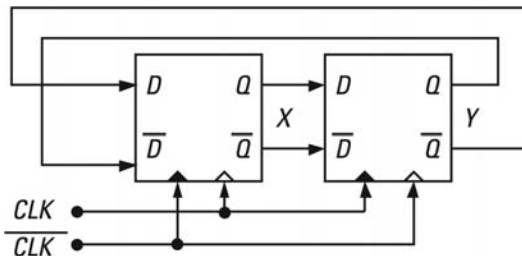 D Q D Q
X Y
D̅ Q̅ D̅ Q̅
CLK
C̅L̅K̅